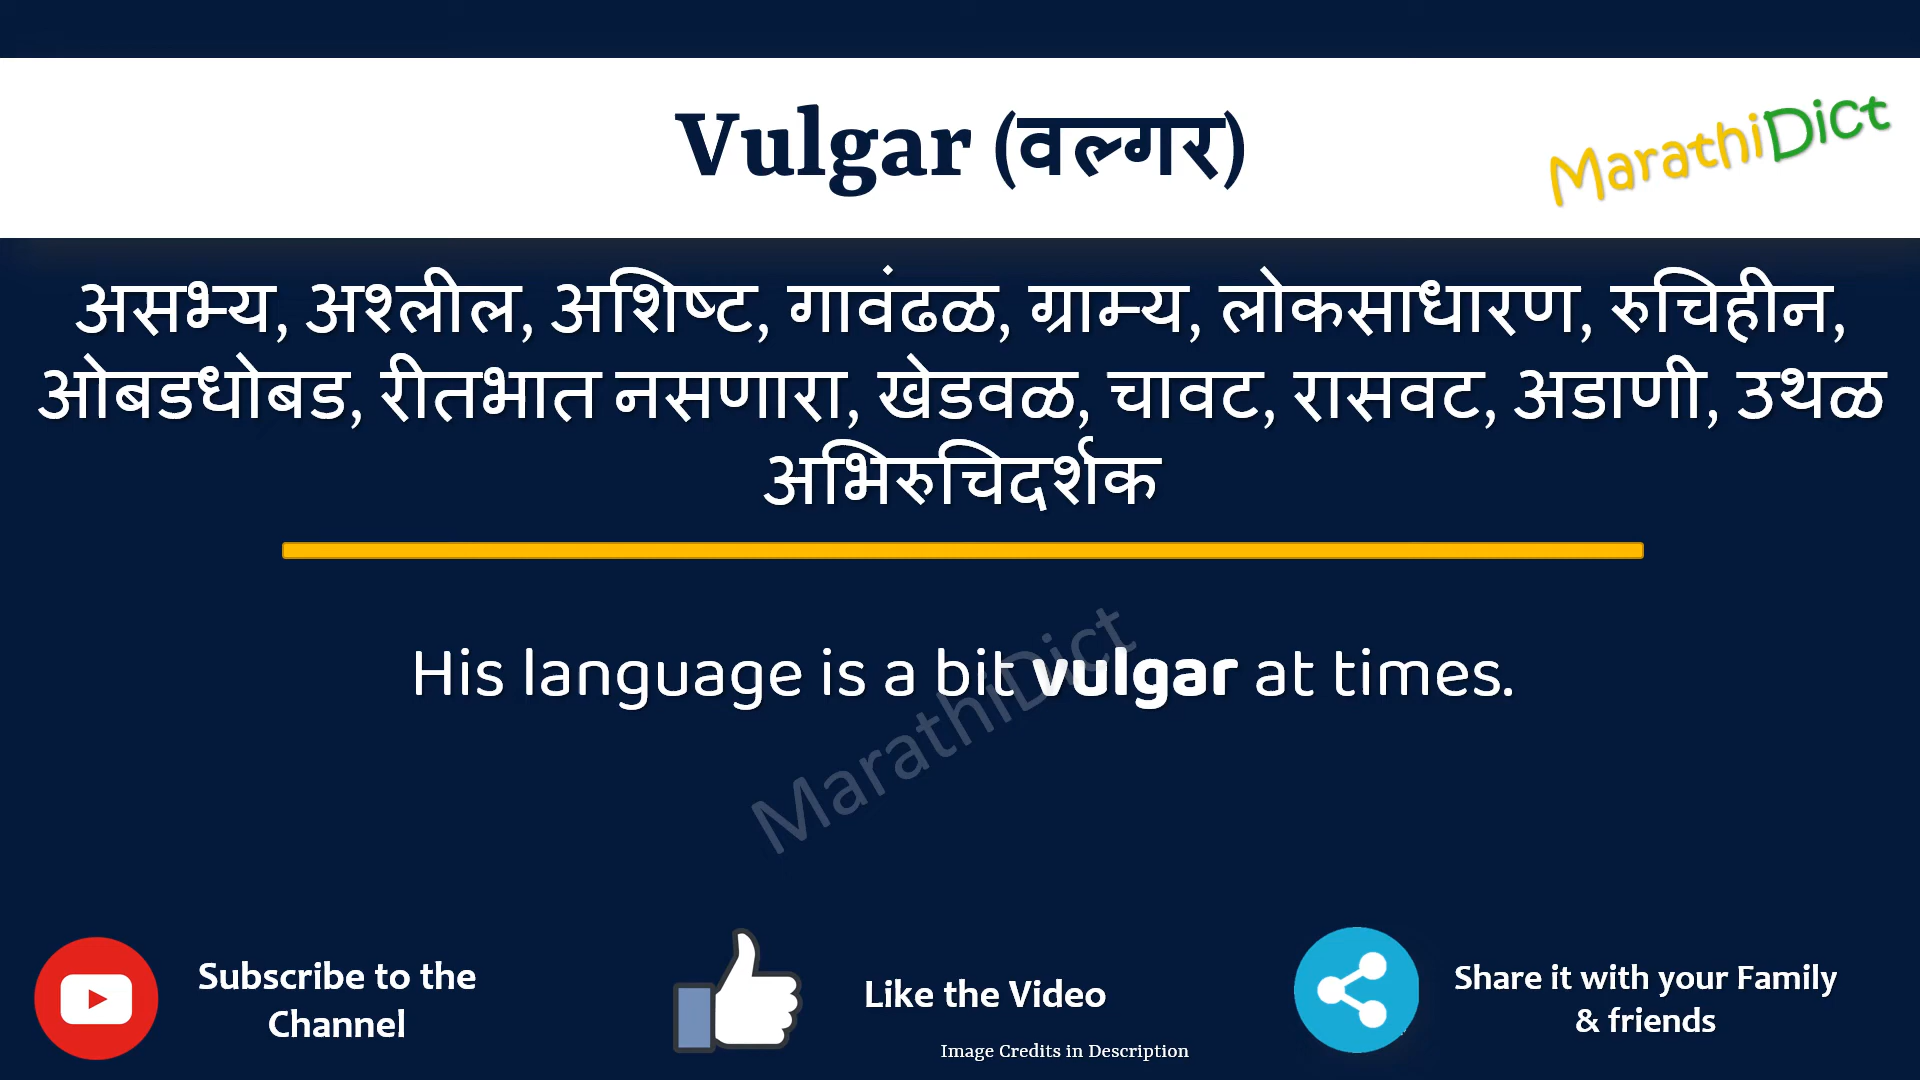 Vulgar (वल्गर)
MarathiDict
असभ्य, अश्लील, अशिष्ट, गावंढळ, ग्राम्य, लोकसाधारण, रुचिहीन,
ओबडधोबड, रीतभात नसणारा, खेडवळ, चावट, रासवट, अडाणी, उथळ
अभिरुचिदर्शक
His language is a bit vulgar at times.
MarathiDict
Subscribe to the
Channel
Like the Video
Share it with your Family
& friends
Image Credits in Description